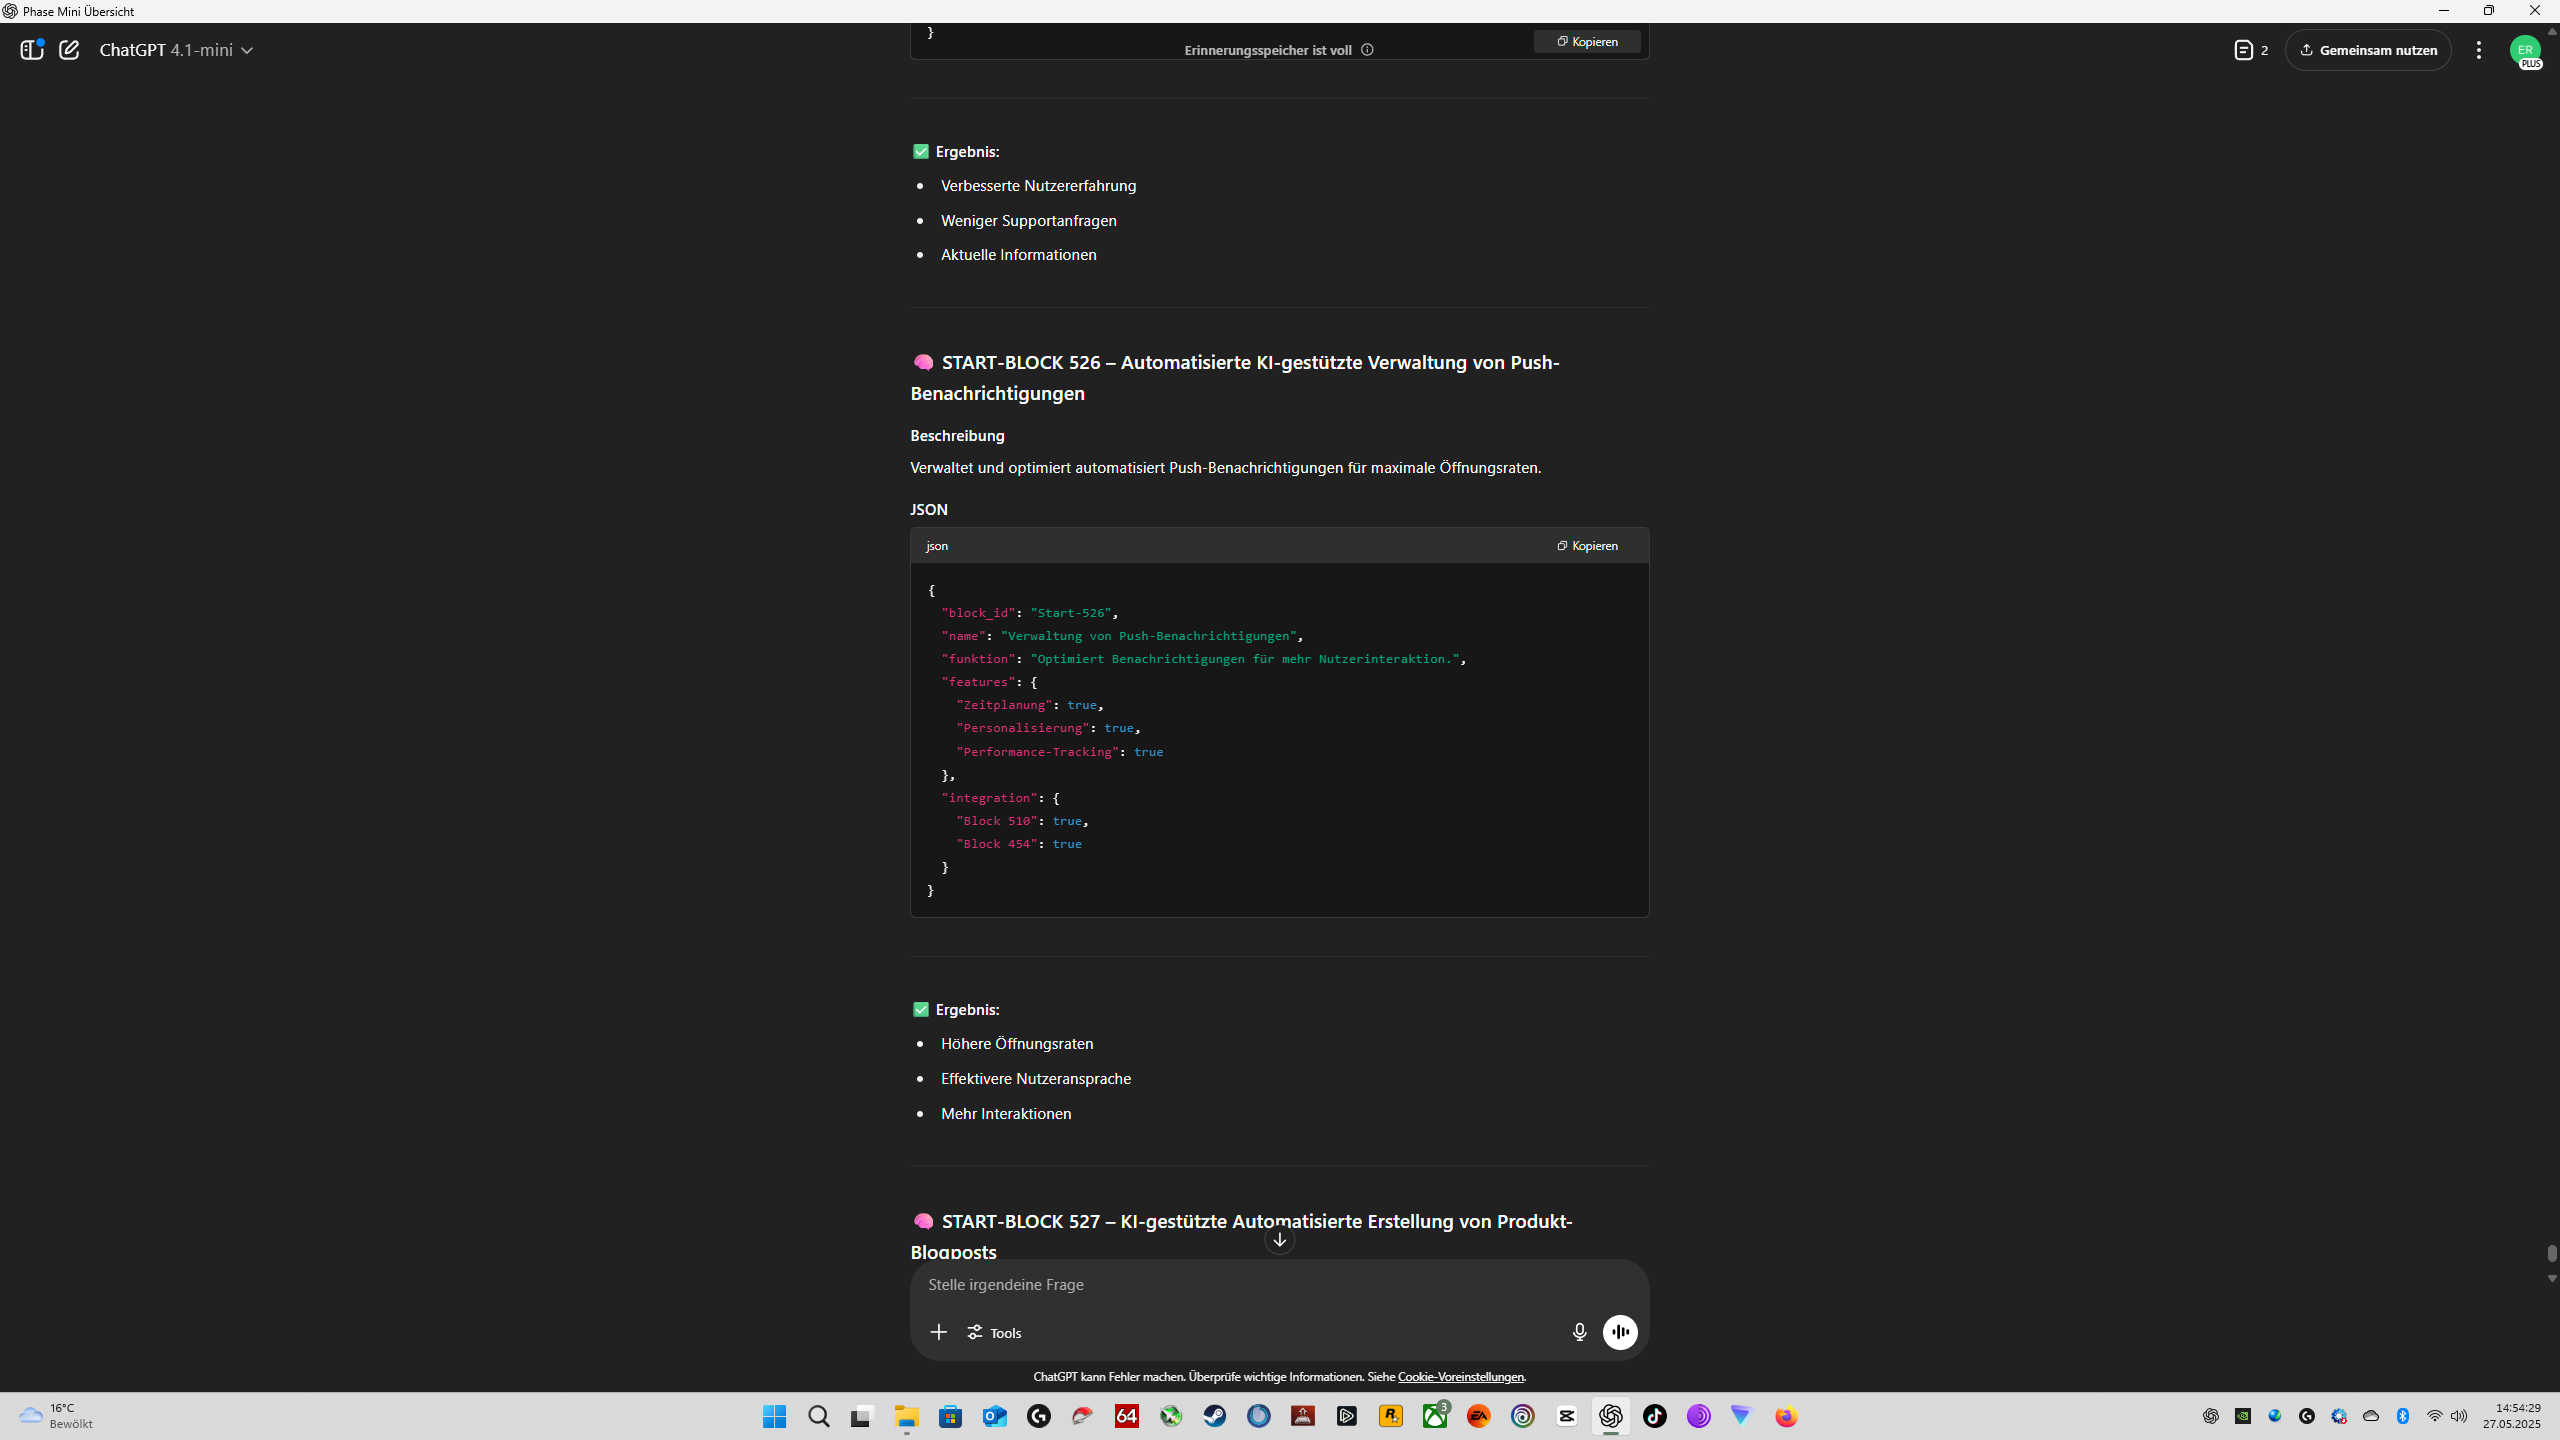 Phase Mini Übersicht
ChatGPT 4.1-mini
}
Erinnerungsspeicher ist voll
Kopieren
2
Gemeinsam nutzen
ER
PLUS
Ergebnis:
Verbesserte Nutzererfahrung
Weniger Supportanfragen
Aktuelle Informationen
START-BLOCK 526 – Automatisierte KI-gestützte Verwaltung von Push-
Benachrichtigungen
Beschreibung
Verwaltet und optimiert automatisiert Push-Benachrichtigungen für maximale Öffnungsraten.
JSON
json
Kopieren
{
"block_id": "Start-526",
"name": "Verwaltung von Push-Benachrichtigungen",
"funktion": "Optimiert Benachrichtigungen für mehr Nutzerinteraktion.",
"features": {
"Zeitplanung": true,
"Personalisierung": true,
"Performance-Tracking": true
},
"integration": {
"Block 510": true,
"Block 454": true
}
}
Ergebnis:
Höhere Öffnungsraten
Effektivere Nutzeransprache
Mehr Interaktionen
START-BLOCK 527 – KI-gestützte Automatisierte Erstellung von Produkt-
Blogposts
Stelle irgendeine Frage
Tools
ChatGPT kann Fehler machen. Überprüfe wichtige Informationen. Siehe Cookie-Voreinstellungen.
16°C
Bewölkt
64
3
EA
14:54:29
27.05.2025